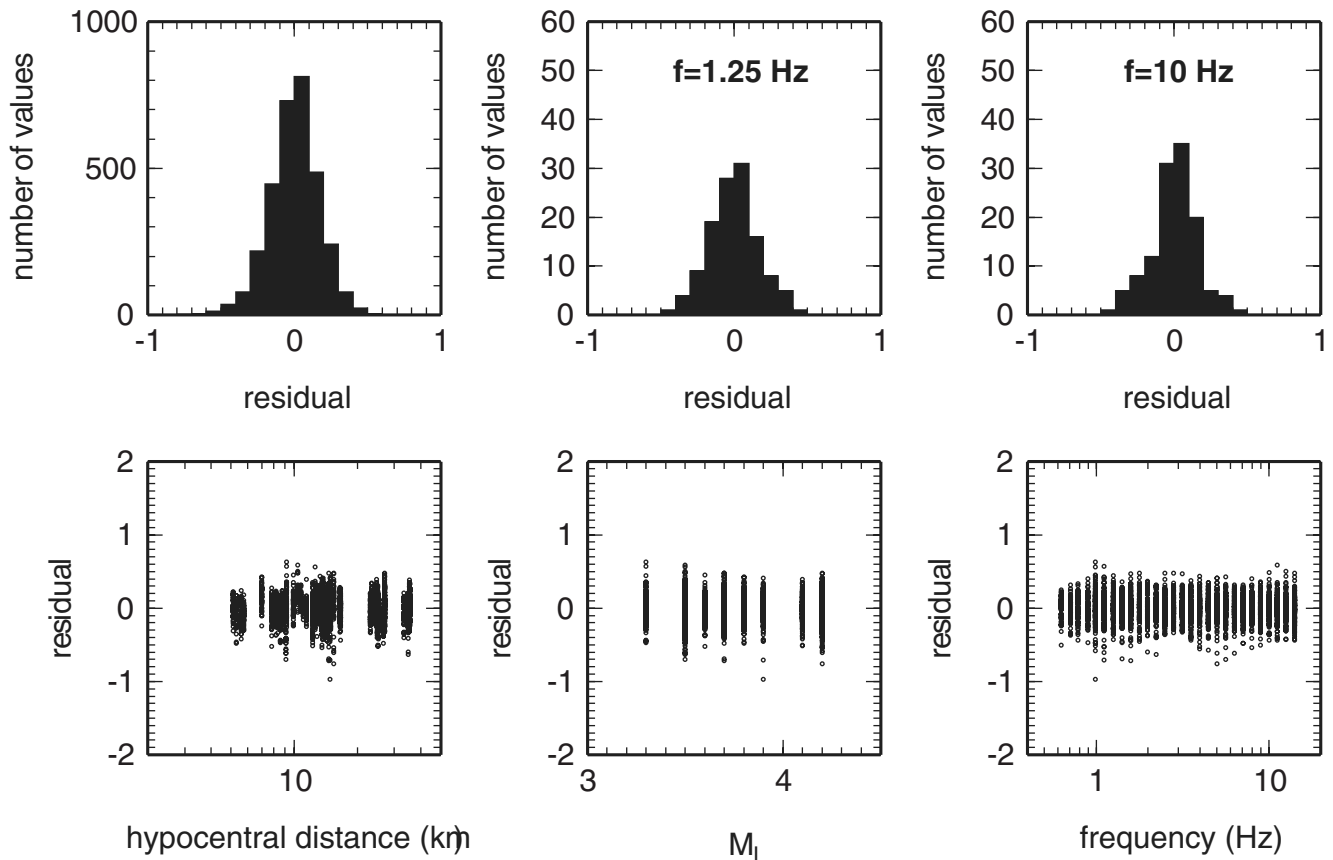 number of values
1000
500
0
-1 0 1
residual
number of values
60
50
40
30
20
10
0
f=1.25 Hz
-1 0 1
residual
number of values
60
50
40
30
20
10
0
f=10 Hz
-1 0 1
residual
residual
2
1
0
-1
-2
10
hypocentral distance (km)
residual
2
1
0
-1
-2
3 4
M_l
residual
2
1
0
-1
-2
1 10
frequency (Hz)